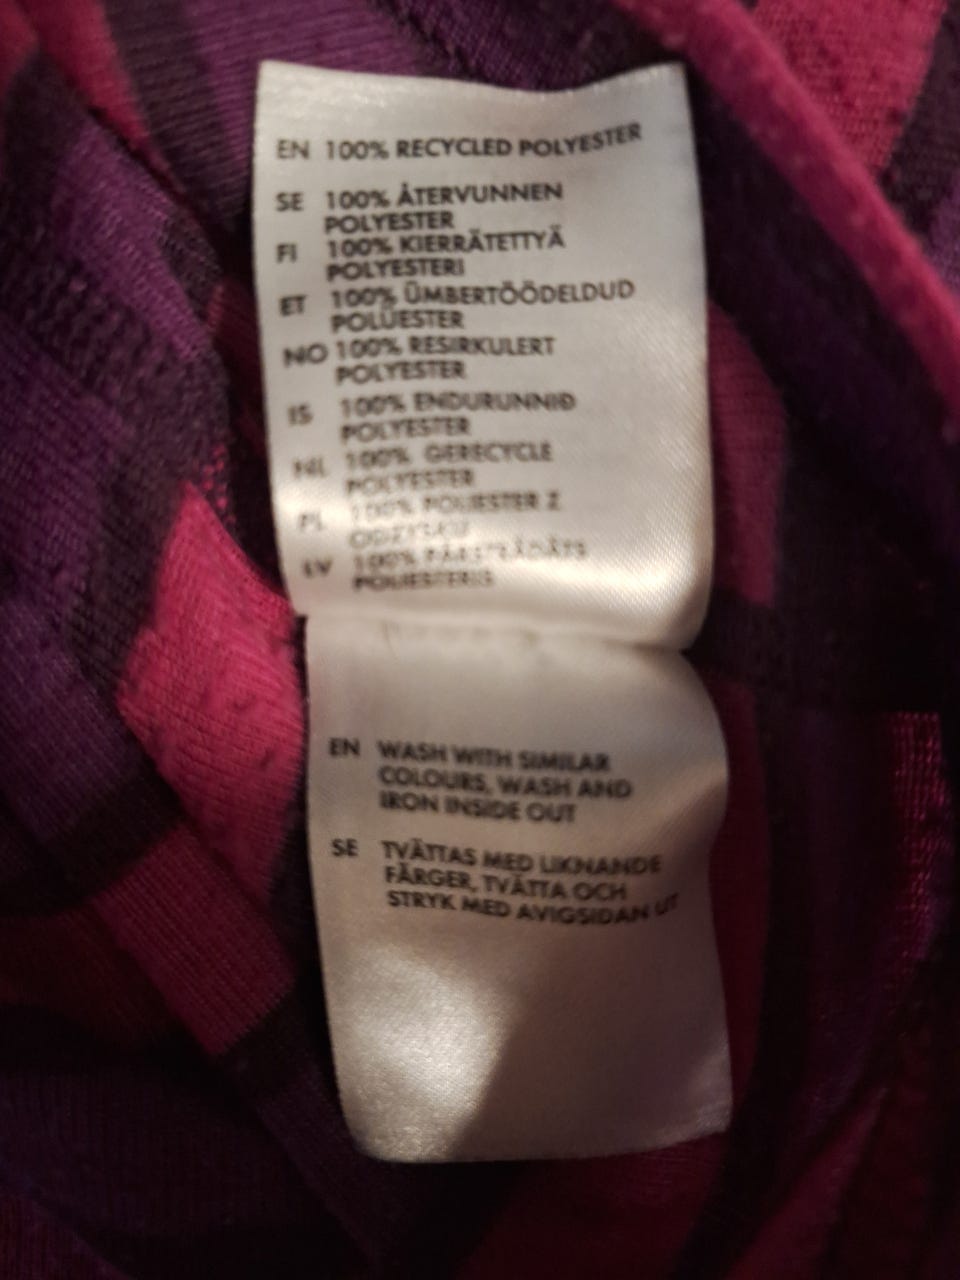 EN 100% RECYCLED POLYESTER
SE 100% ÅTERVUNNEN
POLYESTER
FI 100% KIERRÄTETTYÄ
POLYESTERI
ET 100% ÜMBERTÖÖDELDUD
POLÜESTER
NO 100% RESIRKULERT
POLYESTER
IS 100% ENDURUNNIÐ
POLYESTER
NL 100% GERECYCLE
POLYESTER
PL 100% POLIESTER Z
ODZYSKU
LV 100% PĀRSTRĀDĀTS
POLIESTERIS
EN WASH WITH SIMILAR
COLOURS, WASH AND
IRON INSIDE OUT
SE TVÄTTAS MED LIKNANDE
FÄRGER, TVÄTTA OCH
STRYK MED AVIGSIDAN UT